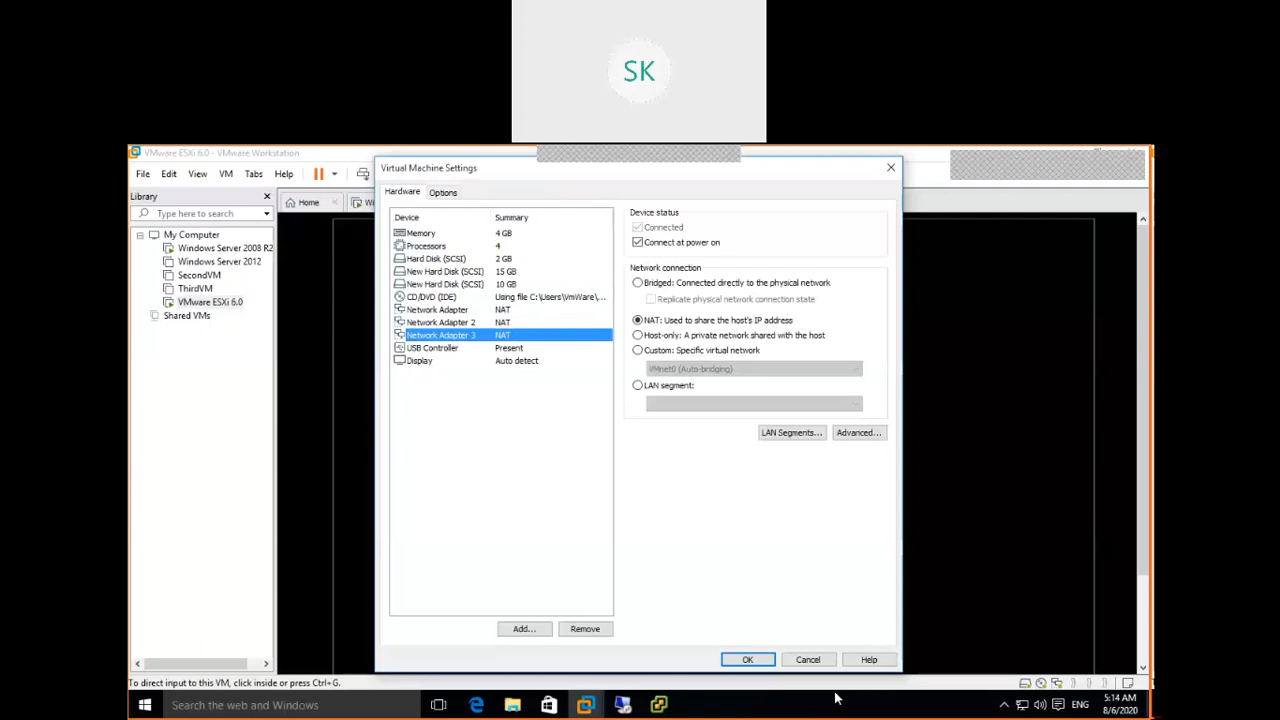 SK
VMware ESXi 6.0 - VMware Workstation
File Edit View VM Tabs Help
Library
Type here to search
My Computer
Windows Server 2008 R2
Windows Server 2012
SecondVM
ThirdVM
VMware ESXi 6.0
Shared VMs
Home
Virtual Machine Settings
Hardware Options
Device Summary
Memory 4 GB
Processors 4
Hard Disk (SCSI) 2 GB
New Hard Disk (SCSI) 15 GB
New Hard Disk (SCSI) 10 GB
CD/DVD (IDE) Using file C:\Users\VmWare\...
Network Adapter NAT
Network Adapter 2 NAT
Network Adapter 3 NAT
USB Controller Present
Display Auto detect
Add... Remove
Device status
Connected
Connect at power on
Network connection
Bridged: Connected directly to the physical network
Replicate physical network connection state
NAT: Used to share the host's IP address
Host-only: A private network shared with the host
Custom: Specific virtual network
VMnet0 (Auto-bridging)
LAN segment:
LAN Segments... Advanced...
OK Cancel Help
To direct input to this VM, click inside or press Ctrl+G.
Search the web and Windows
ENG
5:14 AM
8/6/2020